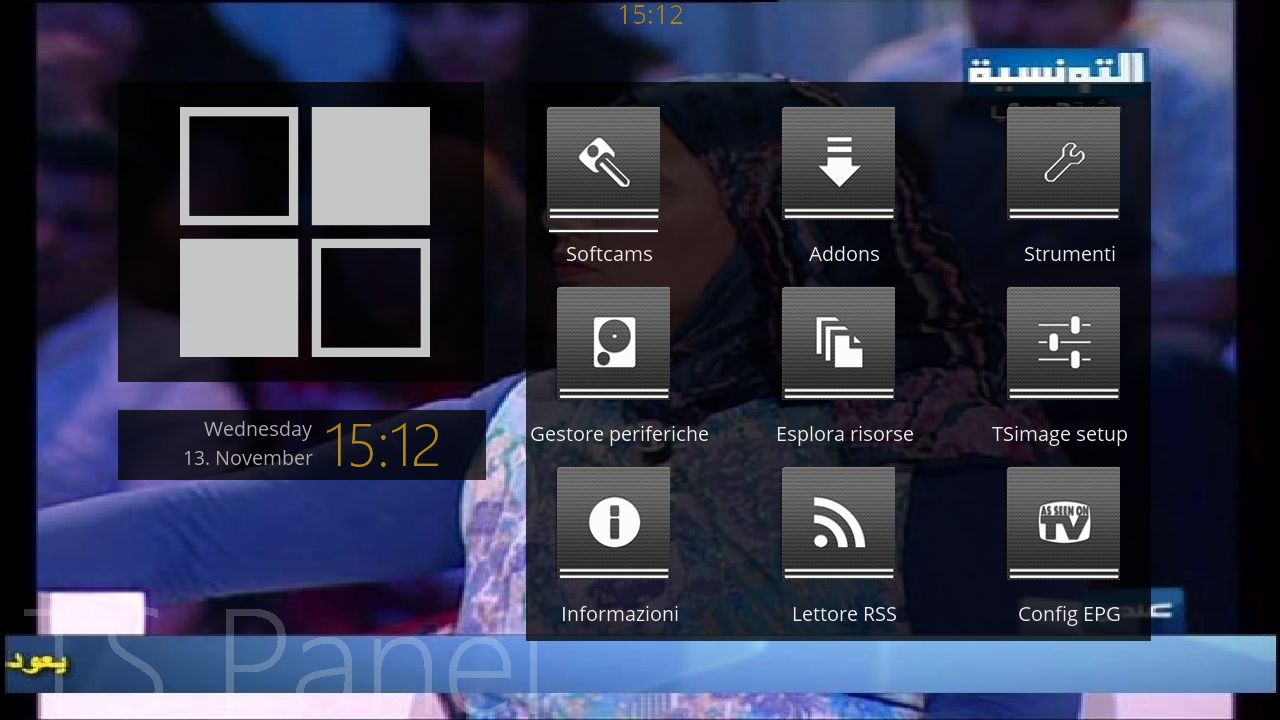 15:12
التونسية
Softcams
Addons
Strumenti
Gestore periferiche
Esplora risorse
TSimage setup
Wednesday
13. November
15:12
AS SEEN ON
TV
Informazioni
Lettore RSS
Config EPG
TS Panel
يعود